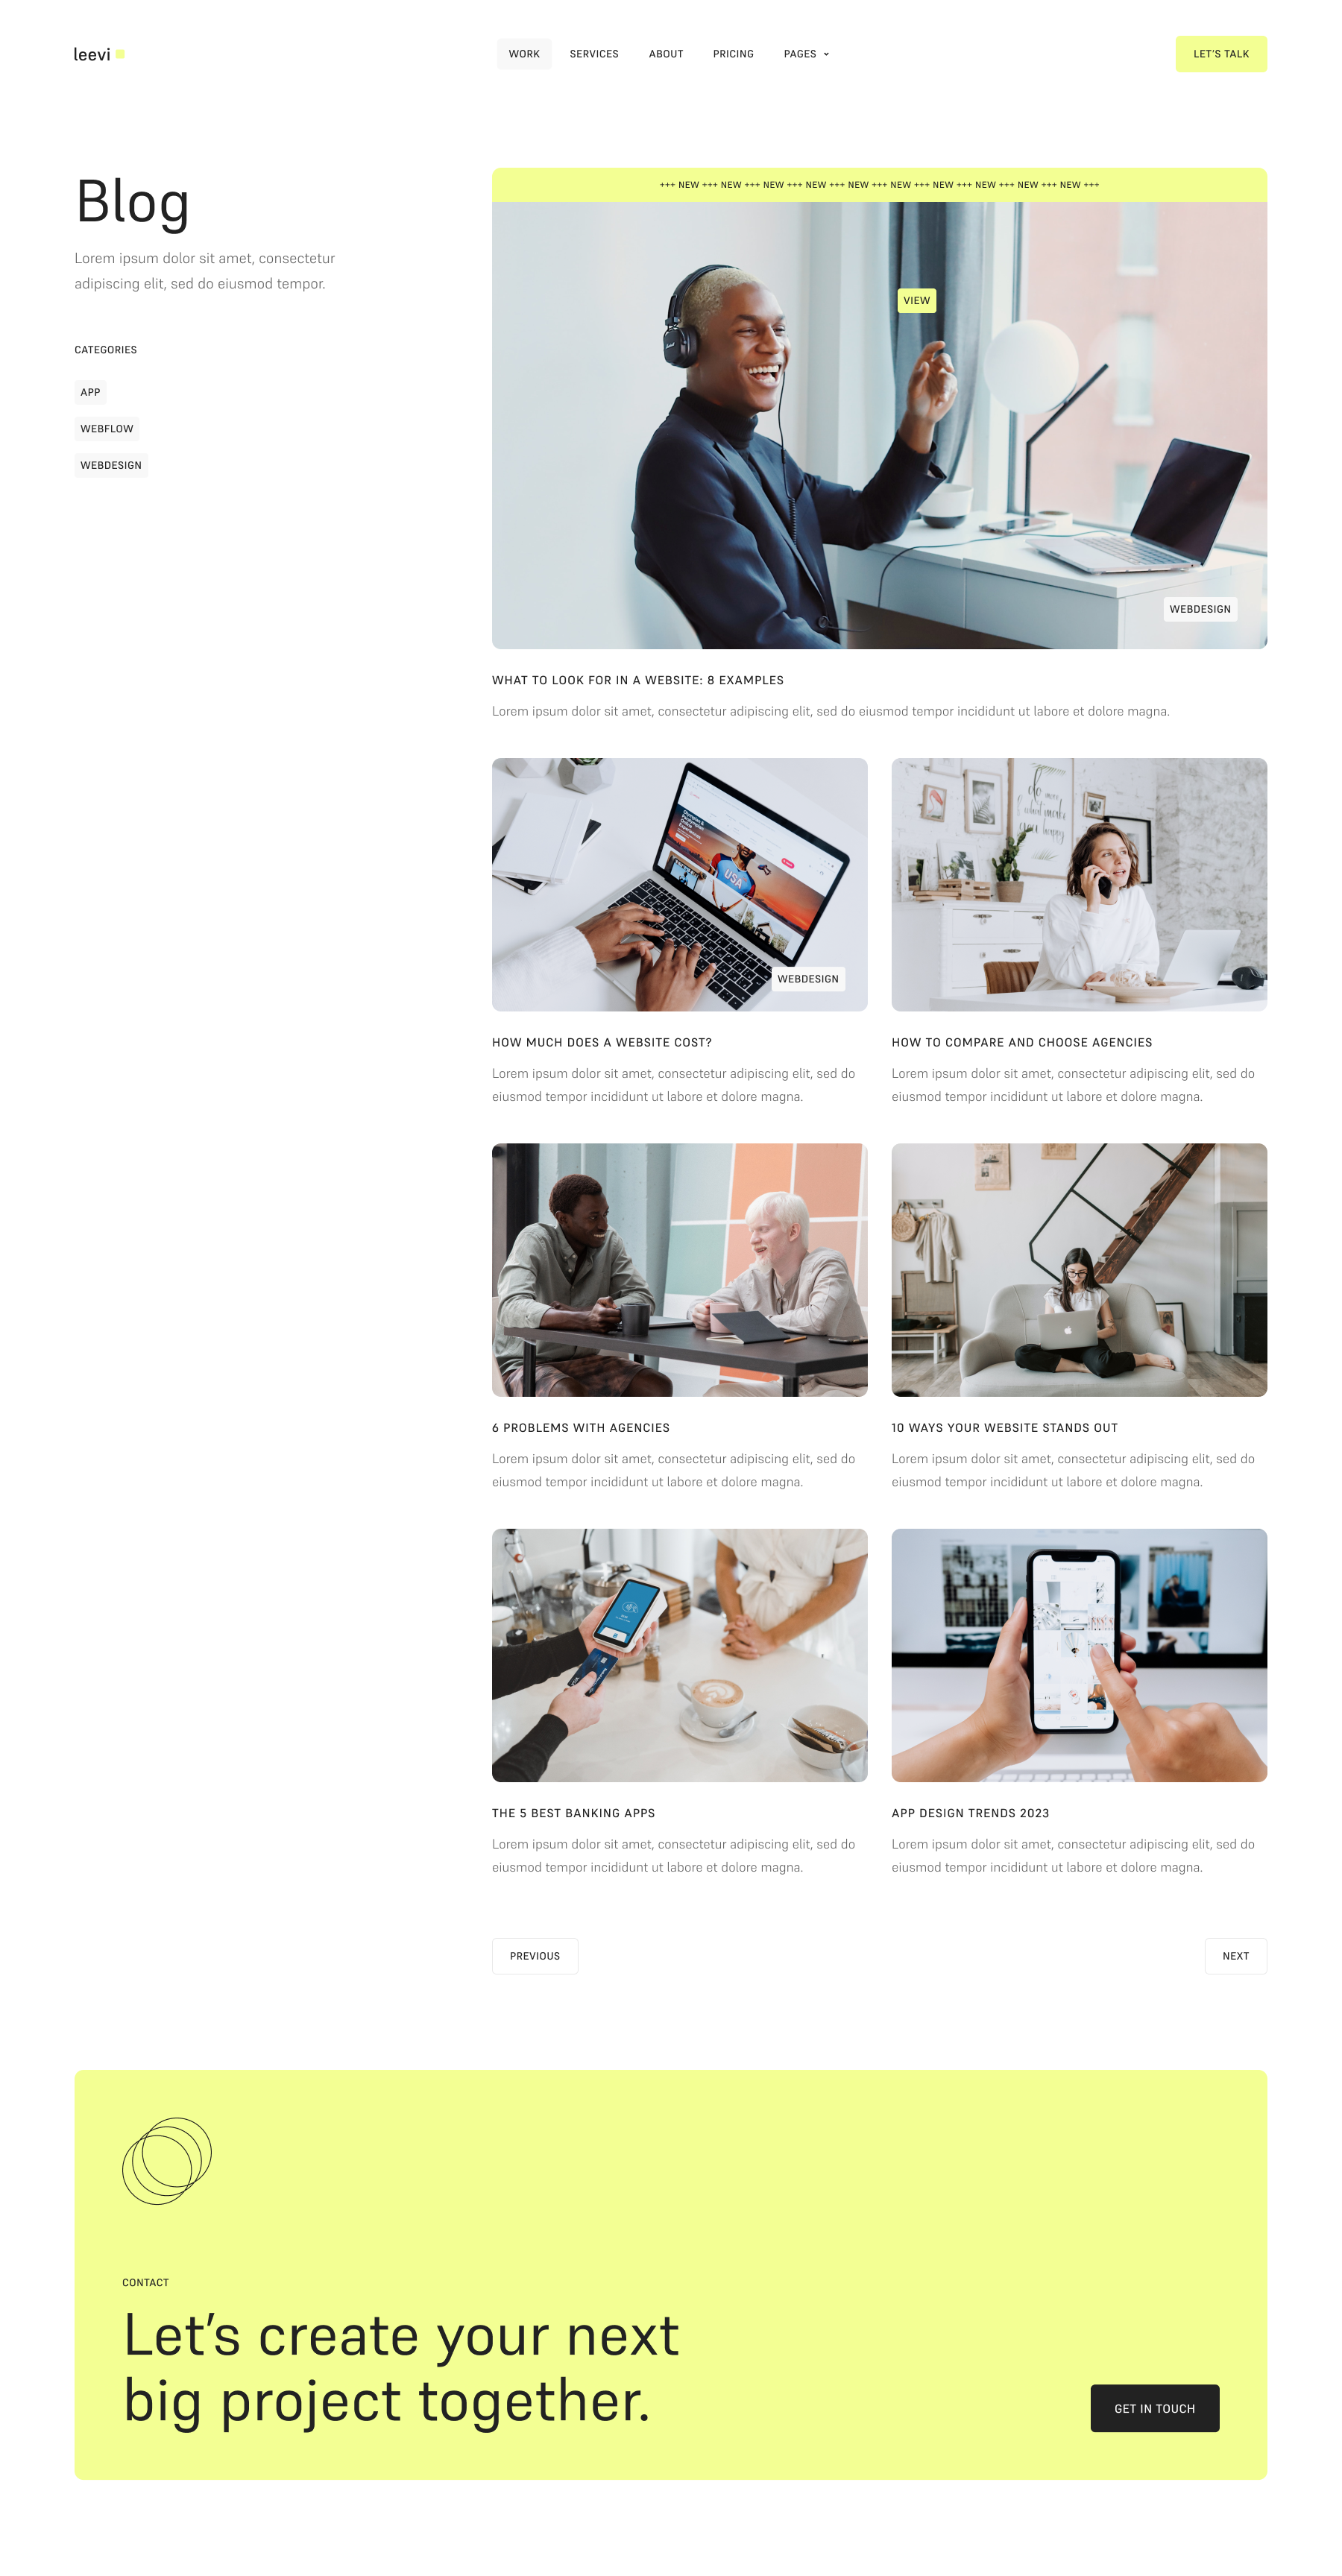 leevi
WORK
SERVICES
ABOUT
PRICING
PAGES
LET'S TALK
Blog
Lorem ipsum dolor sit amet, consectetur
adipiscing elit, sed do eiusmod tempor.
CATEGORIES
APP
WEBFLOW
WEBDESIGN
+++ NEW +++ NEW +++ NEW +++ NEW +++ NEW +++ NEW +++ NEW +++ NEW +++ NEW +++ NEW +++
VIEW
WEBDESIGN
WHAT TO LOOK FOR IN A WEBSITE: 8 EXAMPLES
Lorem ipsum dolor sit amet, consectetur adipiscing elit, sed do eiusmod tempor incididunt ut labore et dolore magna.
USA
WEBDESIGN
HOW MUCH DOES A WEBSITE COST?
Lorem ipsum dolor sit amet, consectetur adipiscing elit, sed do
eiusmod tempor incididunt ut labore et dolore magna.
do
what makes
happy
HOW TO COMPARE AND CHOOSE AGENCIES
Lorem ipsum dolor sit amet, consectetur adipiscing elit, sed do
eiusmod tempor incididunt ut labore et dolore magna.
6 PROBLEMS WITH AGENCIES
Lorem ipsum dolor sit amet, consectetur adipiscing elit, sed do
eiusmod tempor incididunt ut labore et dolore magna.
10 WAYS YOUR WEBSITE STANDS OUT
Lorem ipsum dolor sit amet, consectetur adipiscing elit, sed do
eiusmod tempor incididunt ut labore et dolore magna.
THE 5 BEST BANKING APPS
Lorem ipsum dolor sit amet, consectetur adipiscing elit, sed do
eiusmod tempor incididunt ut labore et dolore magna.
APP DESIGN TRENDS 2023
Lorem ipsum dolor sit amet, consectetur adipiscing elit, sed do
eiusmod tempor incididunt ut labore et dolore magna.
PREVIOUS
NEXT
CONTACT
Let's create your next
big project together.
GET IN TOUCH